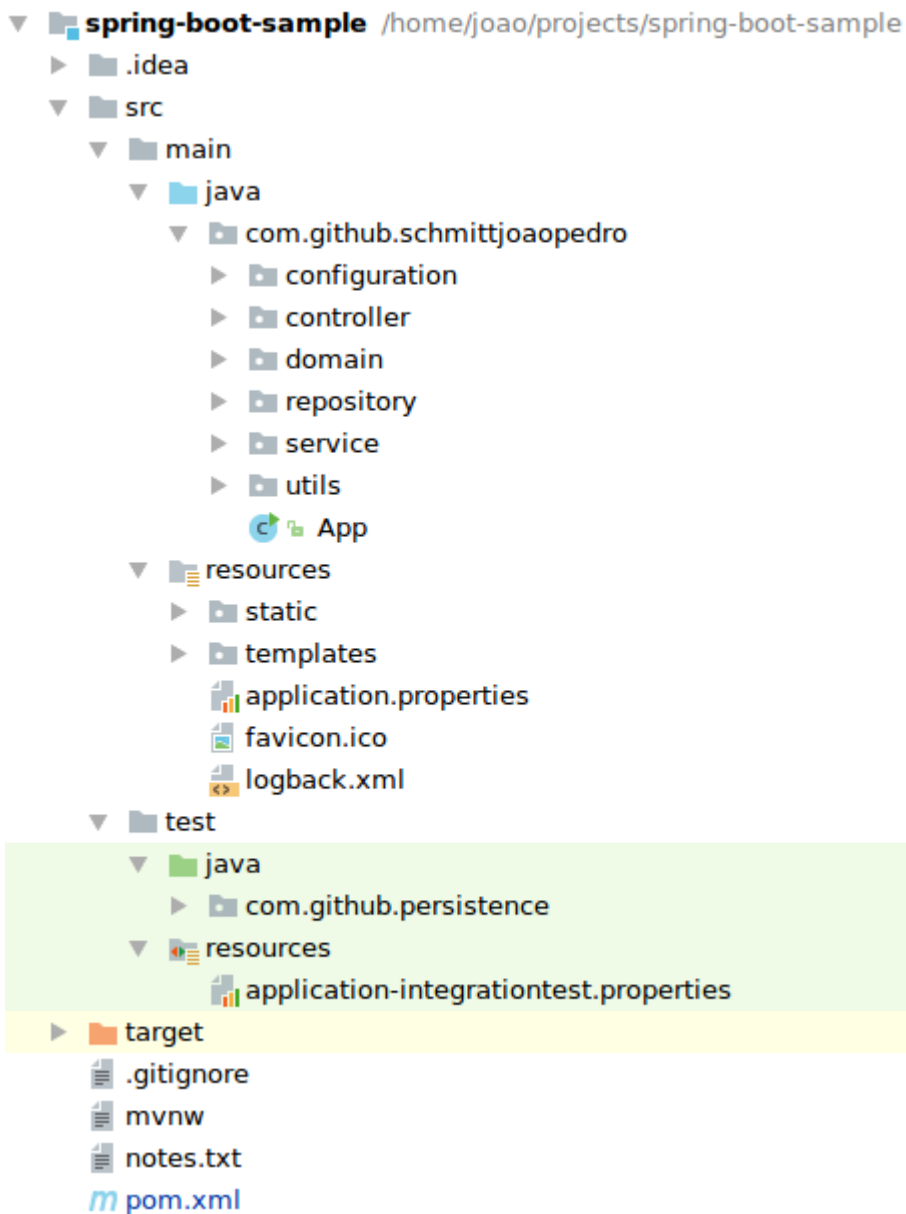 spring-boot-sample /home/joao/projects/spring-boot-sample
.idea
src
main
java
com.github.schmittjoaopedro
configuration
controller
domain
repository
service
utils
C App
resources
static
templates
application.properties
favicon.ico
logback.xml
test
java
com.github.persistence
resources
application-integrationtest.properties
target
.gitignore
mvnw
notes.txt
m pom.xml